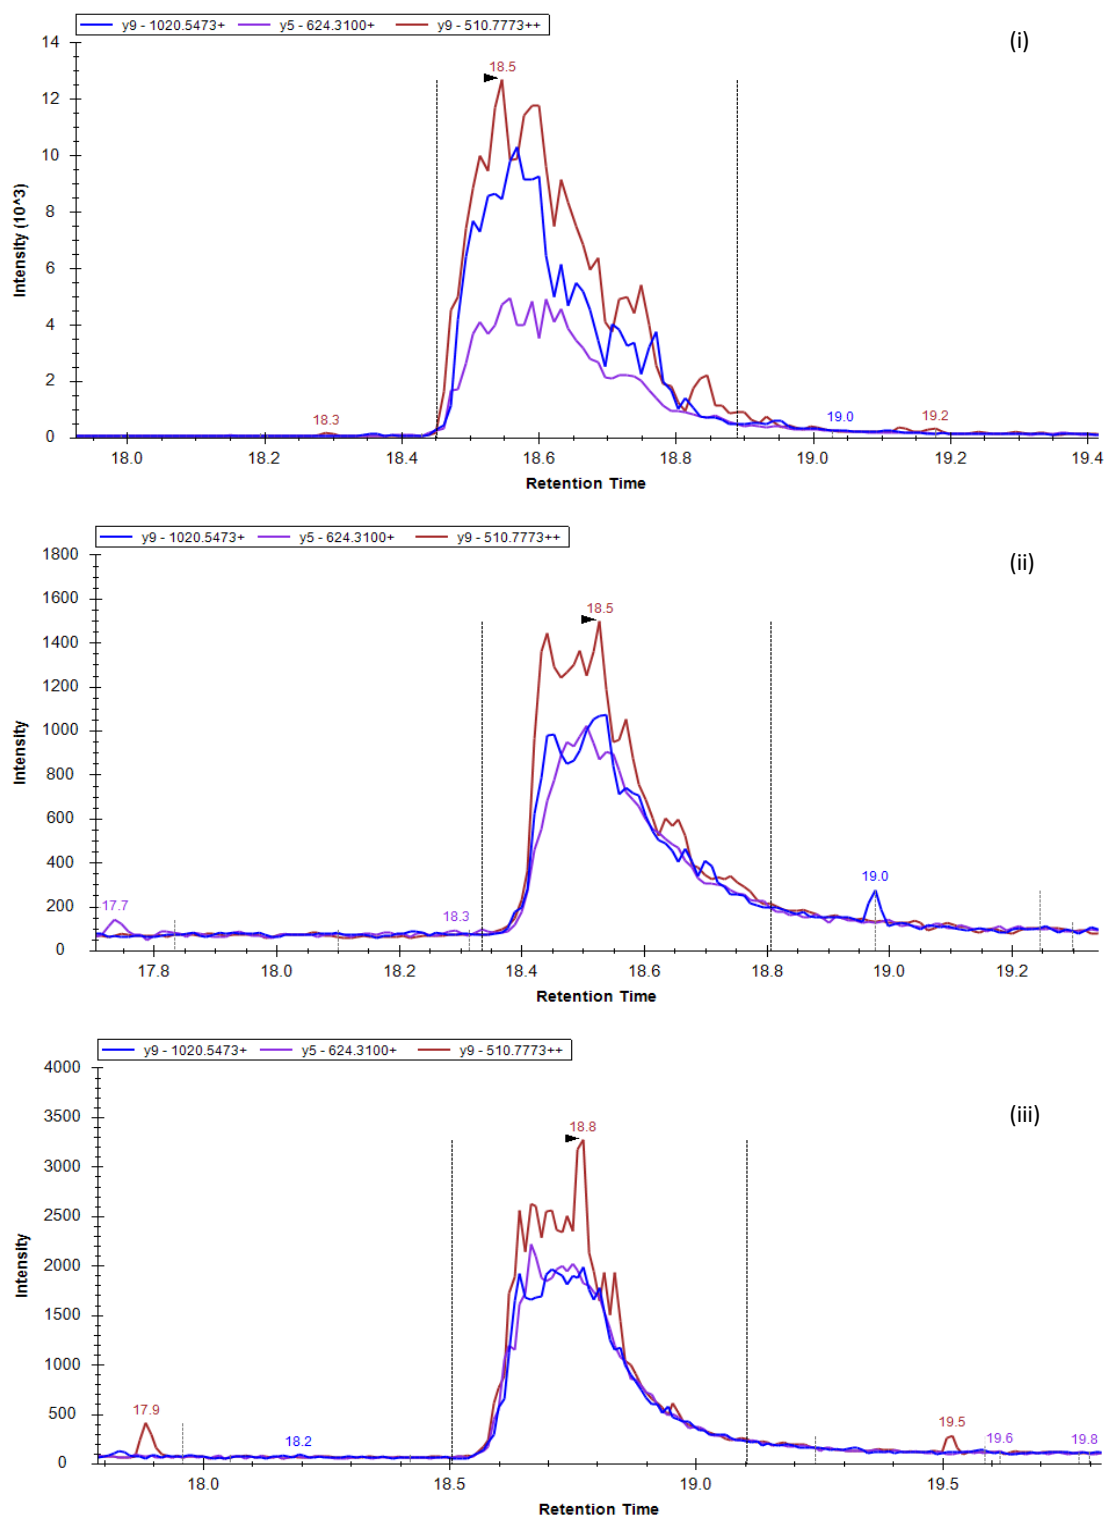 y9 - 1020.5473+ y5 - 624.3100+ y9 - 510.7773++
(i)
14
12
10
8
6
4
2
0
Intensity (10^3)
18.5
18.3
19.0
19.2
18.0 18.2 18.4 18.6 18.8 19.0 19.2 19.4
Retention Time
y9 - 1020.5473+ y5 - 624.3100+ y9 - 510.7773++
(ii)
1800
1600
1400
1200
1000
800
600
400
200
0
Intensity
18.5
17.7
18.3
19.0
17.8 18.0 18.2 18.4 18.6 18.8 19.0 19.2
Retention Time
y9 - 1020.5473+ y5 - 624.3100+ y9 - 510.7773++
(iii)
4000
3500
3000
2500
2000
1500
1000
500
0
Intensity
18.8
17.9
18.2
19.5
19.6
19.8
18.0 18.5 19.0 19.5
Retention Time